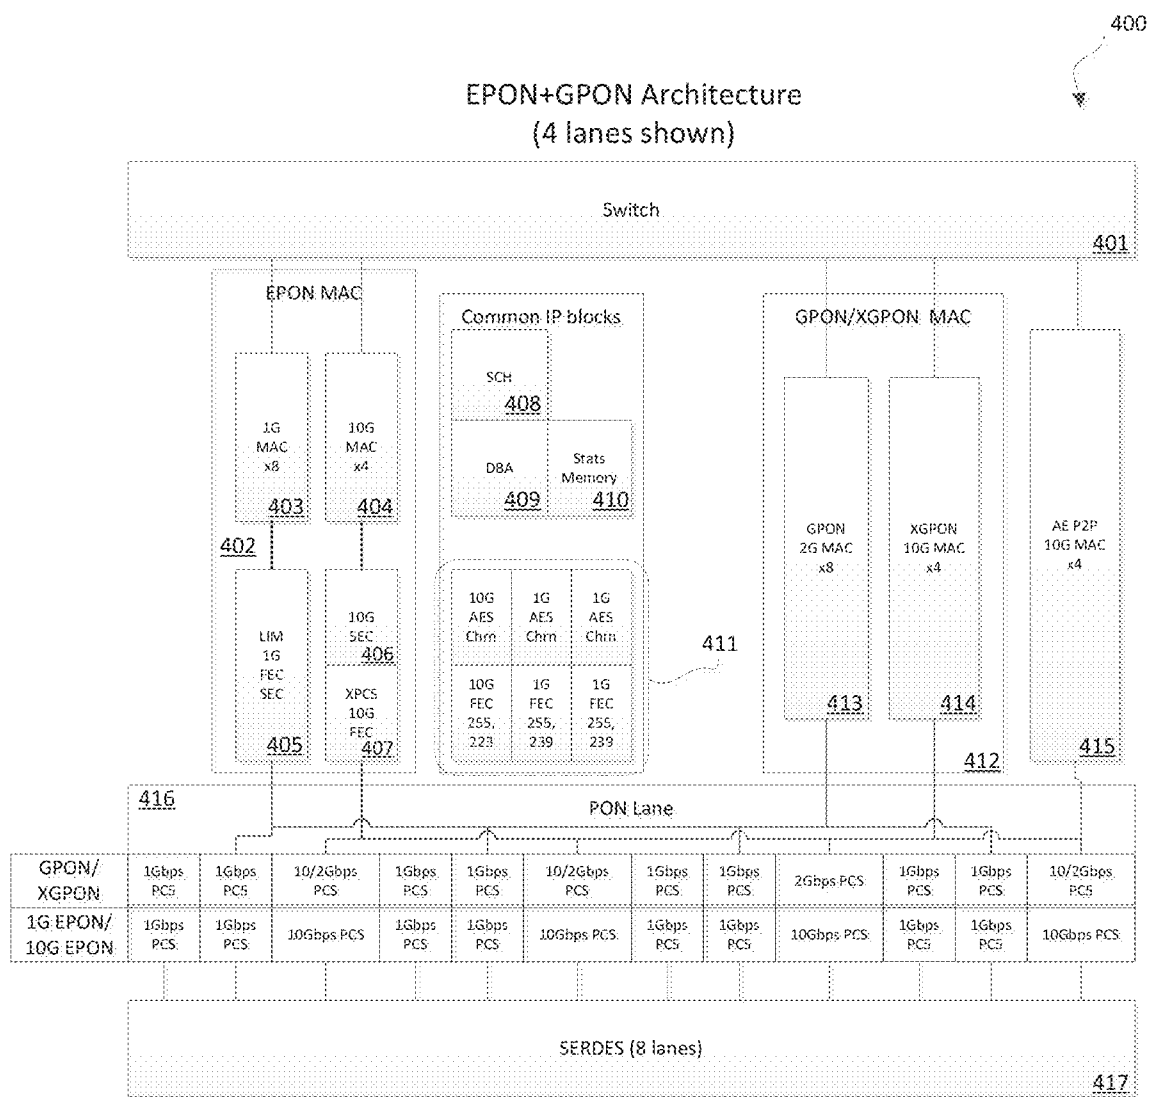 400
EPON+GPON Architecture
(4 lanes shown)
Switch
401
EPON MAC
1G
MAC
x8
403
10G
MAC
x4
404
402
LIM
1G
FEC
SEC
405
10G
SEC
406
XPCS
10G
FEC
407
Common IP blocks
SCH
408
DBA
409
Stats
Memory
410
10G
AES
Chrn
1G
AES
Chrn
1G
AES
Chrn
10G
FEC
255,
223
1G
FEC
255,
239
1G
FEC
255,
239
411
GPON/XGPON MAC
GPON
2G MAC
x8
413
XGPON
10G MAC
x4
414
412
AE P2P
10G MAC
x4
415
416
PON Lane
GPON/
XGPON
1Gbps
PCS
1Gbps
PCS
10/2Gbps
PCS
1Gbps
PCS
1Gbps
PCS
10/2Gbps
PCS
1Gbps
PCS
1Gbps
PCS
2Gbps PCS
1Gbps
PCS
1Gbps
PCS
10/2Gbps
PCS
1G EPON/
10G EPON
1Gbps
PCS
1Gbps
PCS
10Gbps PCS
1Gbps
PCS
1Gbps
PCS
10Gbps PCS
1Gbps
PCS
1Gbps
PCS
10Gbps PCS
1Gbps
PCS
1Gbps
PCS
10Gbps PCS
SERDES (8 lanes)
417